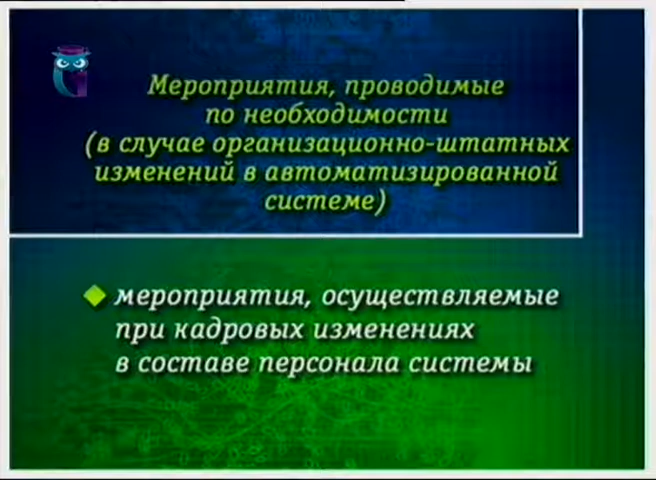 Мероприятия, проводимые
по необходимости
(в случае организационно-штатных
изменений в автоматизированной
системе)
мероприятия, осуществляемые
при кадровых изменениях
в составе персонала системы